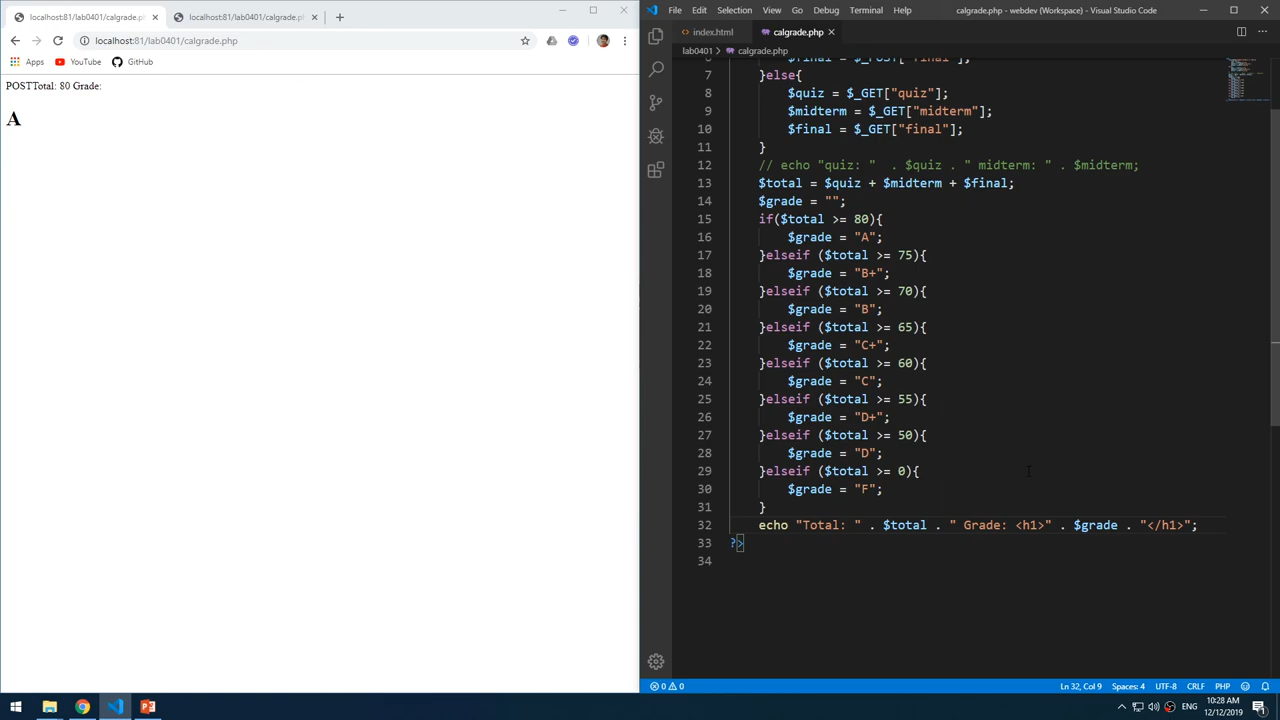 localhost:81/lab0401/calgrade.ph
localhost:81/lab0401/calgrade.ph
localhost:81/lab0401/calgrade.php
Apps
YouTube
GitHub
POSTTotal: 80 Grade:
A
File Edit Selection View Go Debug Terminal Help
calgrade.php - webdev (Workspace) - Visual Studio Code
index.html
calgrade.php
lab0401 > calgrade.php
7 }else{
8 $quiz = $_GET["quiz"];
9 $midterm = $_GET["midterm"];
10 $final = $_GET["final"];
11 }
12 // echo "quiz: " . $quiz . " midterm: " . $midterm;
13 $total = $quiz + $midterm + $final;
14 $grade = "";
15 if($total >= 80){
16 $grade = "A";
17 }elseif ($total >= 75){
18 $grade = "B+";
19 }elseif ($total >= 70){
20 $grade = "B";
21 }elseif ($total >= 65){
22 $grade = "C+";
23 }elseif ($total >= 60){
24 $grade = "C";
25 }elseif ($total >= 55){
26 $grade = "D+";
27 }elseif ($total >= 50){
28 $grade = "D";
29 }elseif ($total >= 0){
30 $grade = "F";
31 }
32 echo "Total: " . $total . " Grade: <h1>" . $grade . "</h1>";
33 ?>
34
0 0
Ln 32, Col 9 Spaces: 4 UTF-8 CRLF PHP
ENG
10:28 AM
12/12/2019
1